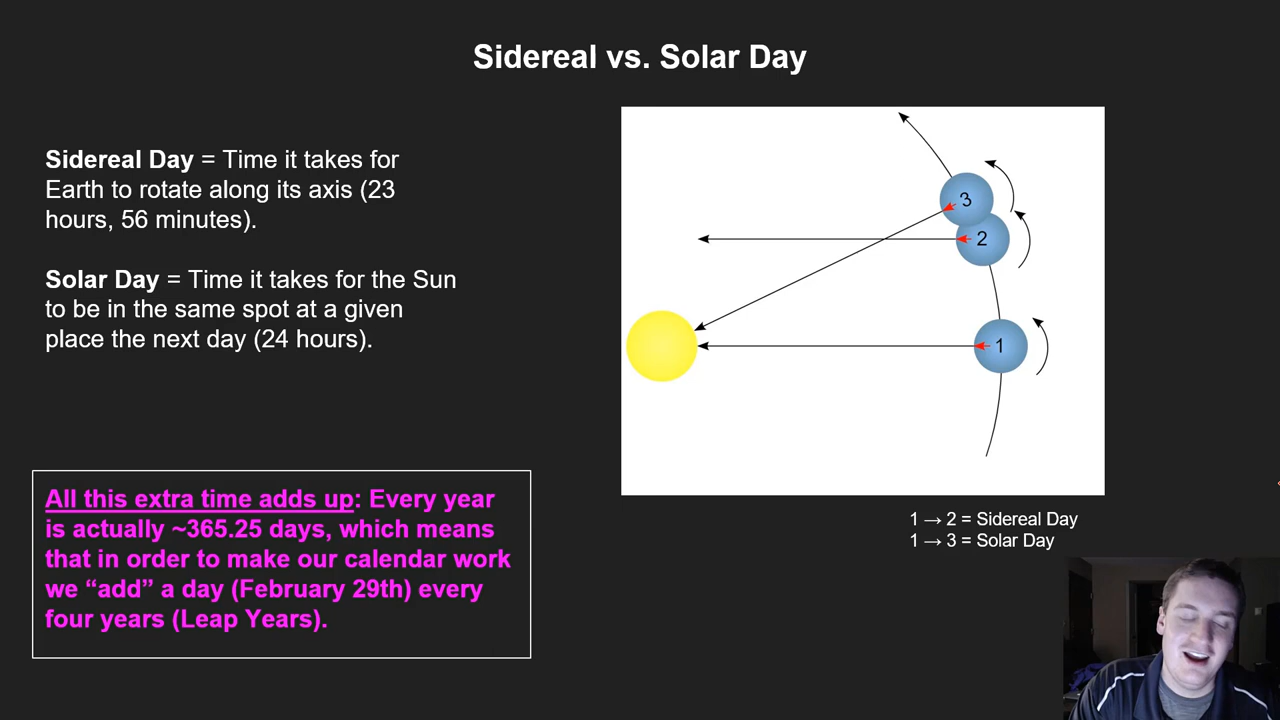 Sidereal vs. Solar Day
Sidereal Day = Time it takes for
Earth to rotate along its axis (23
hours, 56 minutes).
Solar Day = Time it takes for the Sun
to be in the same spot at a given
place the next day (24 hours).
All this extra time adds up: Every year
is actually ~365.25 days, which means
that in order to make our calendar work
we “add” a day (February 29th) every
four years (Leap Years).
3
2
1
1 → 2 = Sidereal Day
1 → 3 = Solar Day